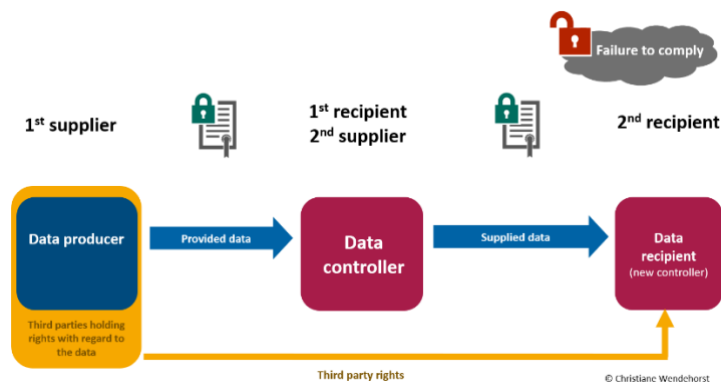 Failure to comply
1st supplier
1st recipient
2nd supplier
2nd recipient
Data producer
Provided data
Data
controller
Supplied data
Data
recipient
(new controller)
Third parties holding
rights with regard to
the data
Third party rights
© Christiane Wendehorst